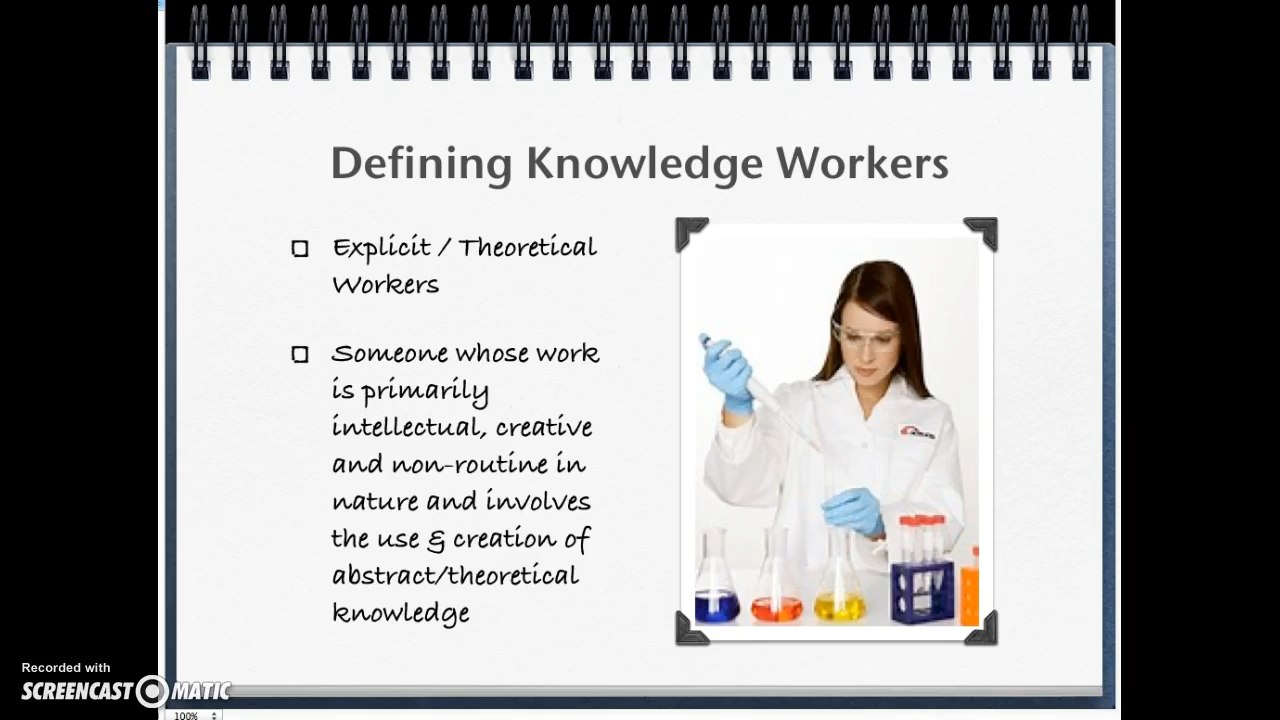 Defining Knowledge Workers
Explicit / Theoretical
Workers
Someone whose work
is primarily
intellectual, creative
and non-routine in
nature and involves
the use & creation of
abstract/theoretical
knowledge
Recorded with
SCREENCAST MATIC
100%